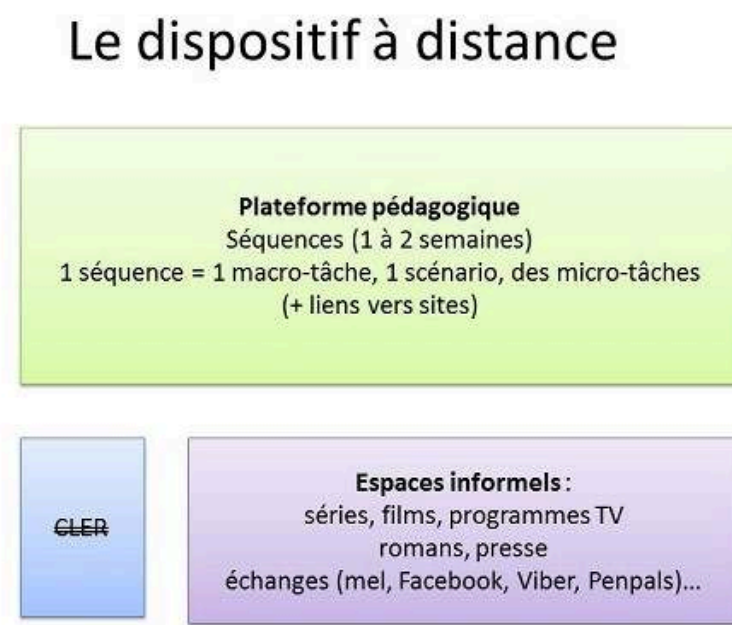 Le dispositif à distance
Plateforme pédagogique
Séquences (1 à 2 semaines)
1 séquence = 1 macro-tâche, 1 scénario, des micro-tâches
(+ liens vers sites)
CLER
Espaces informels :
séries, films, programmes TV
romans, presse
échanges (mel, Facebook, Viber, Penpals)...